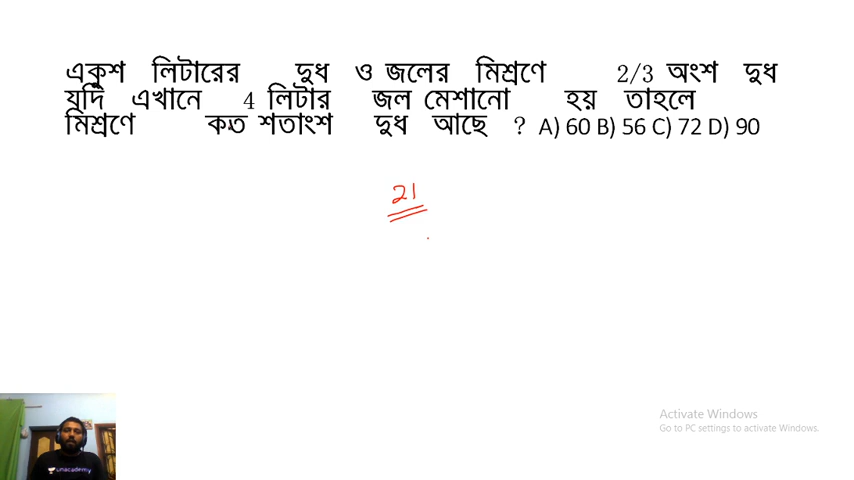 একুশ লিটারের দুধ ও জলের মিশ্রণে 2/3 অংশ দুধ
যদি এখানে 4 লিটার জল মেশানো হয় তাহলে
মিশ্রণে কত শতাংশ দুধ আছে ? A) 60 B) 56 C) 72 D) 90
21
Activate Windows
Go to PC settings to activate Windows.
unacademy